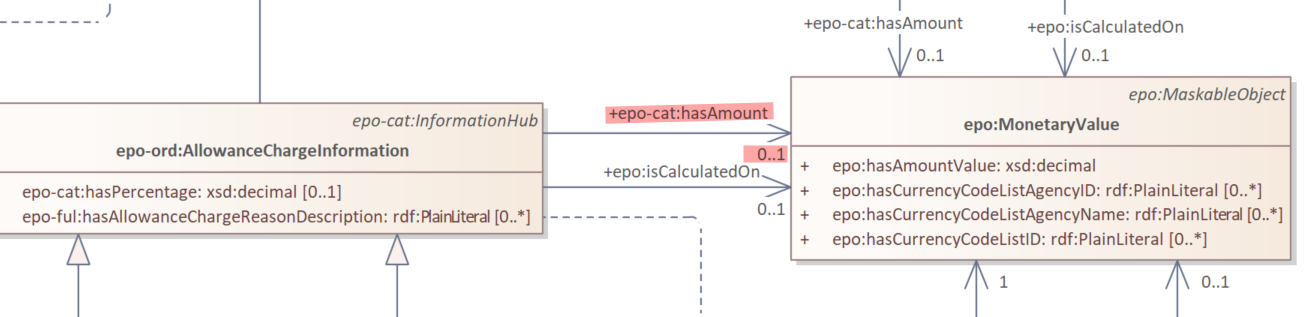 +epo-cat:hasAmount
0..1
+epo:isCalculatedOn
0..1
epo-cat:InformationHub
epo-ord:AllowanceChargeInformation
epo-cat:hasPercentage: xsd:decimal [0..1]
epo-ful:hasAllowanceChargeReasonDescription: rdf:PlainLiteral [0..*]
+epo-cat:hasAmount
0..1
+epo:isCalculatedOn
0..1
epo:MaskableObject
epo:MonetaryValue
+ epo:hasAmountValue: xsd:decimal
+ epo:hasCurrencyCodeListAgencyID: rdf:PlainLiteral [0..*]
+ epo:hasCurrencyCodeListAgencyName: rdf:PlainLiteral [0..*]
+ epo:hasCurrencyCodeListID: rdf:PlainLiteral [0..*]
1
0..1